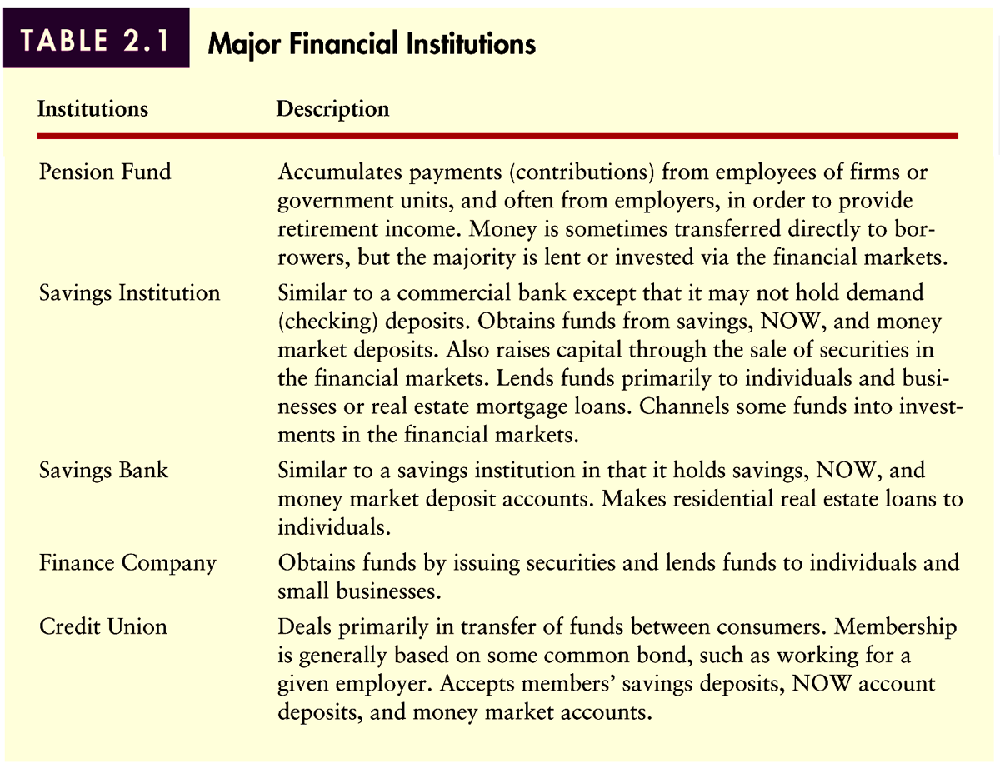 TABLE 2.1 Major Financial Institutions
Institutions Description
Pension Fund Accumulates payments (contributions) from employees of firms or
government units, and often from employers, in order to provide
retirement income. Money is sometimes transferred directly to bor-
rowers, but the majority is lent or invested via the financial markets.
Savings Institution Similar to a commercial bank except that it may not hold demand
(checking) deposits. Obtains funds from savings, NOW, and money
market deposits. Also raises capital through the sale of securities in
the financial markets. Lends funds primarily to individuals and busi-
nesses or real estate mortgage loans. Channels some funds into invest-
ments in the financial markets.
Savings Bank Similar to a savings institution in that it holds savings, NOW, and
money market deposit accounts. Makes residential real estate loans to
individuals.
Finance Company Obtains funds by issuing securities and lends funds to individuals and
small businesses.
Credit Union Deals primarily in transfer of funds between consumers. Membership
is generally based on some common bond, such as working for a
given employer. Accepts members’ savings deposits, NOW account
deposits, and money market accounts.